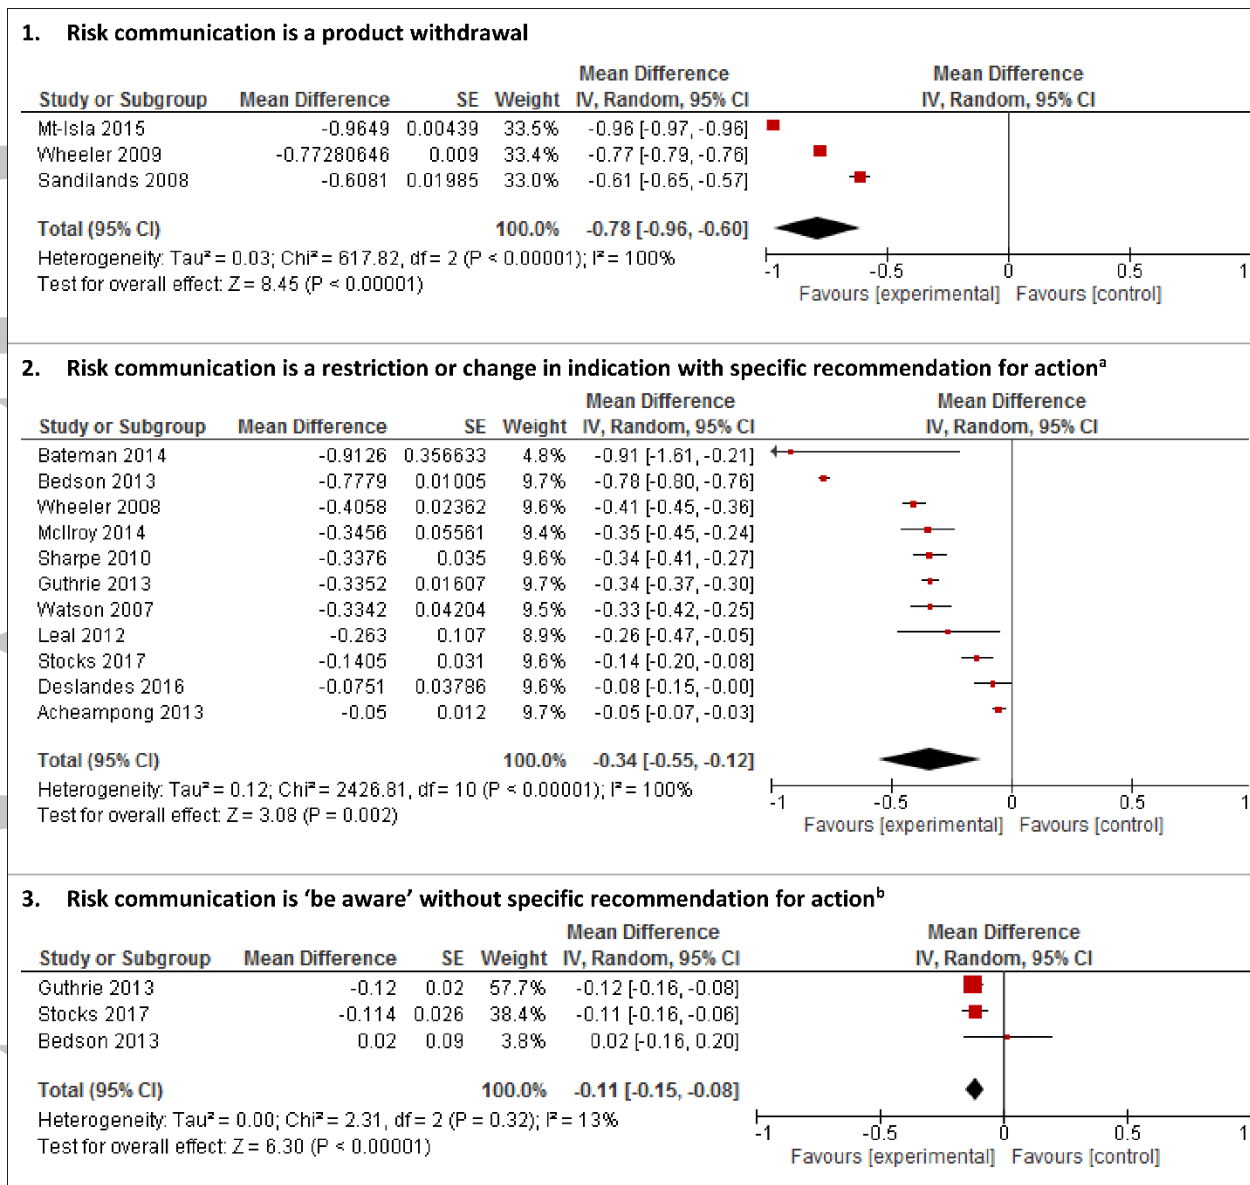 1. Risk communication is a product withdrawal
Mean Difference Mean Difference
Study or Subgroup Mean Difference SE Weight IV, Random, 95% CI IV, Random, 95% CI
Mt-Isla 2015 -0.9649 0.00439 33.5% -0.96 [-0.97, -0.96]
Wheeler 2009 -0.77280646 0.009 33.4% -0.77 [-0.79, -0.76]
Sandilands 2008 -0.6081 0.01985 33.0% -0.61 [-0.65, -0.57]
Total (95% CI) 100.0% -0.78 [-0.96, -0.60]
Heterogeneity: Tau² = 0.03; Chi² = 617.82, df = 2 (P < 0.00001); I² = 100%
Test for overall effect: Z = 8.45 (P < 0.00001)
-1 -0.5 0 0.5 1
Favours [experimental] Favours [control]
2. Risk communication is a restriction or change in indication with specific recommendation for actionᵃ
Mean Difference Mean Difference
Study or Subgroup Mean Difference SE Weight IV, Random, 95% CI IV, Random, 95% CI
Bateman 2014 -0.9126 0.356633 4.8% -0.91 [-1.61, -0.21]
Bedson 2013 -0.7779 0.01005 9.7% -0.78 [-0.80, -0.76]
Wheeler 2008 -0.4058 0.02362 9.6% -0.41 [-0.45, -0.36]
McIlroy 2014 -0.3456 0.05561 9.4% -0.35 [-0.45, -0.24]
Sharpe 2010 -0.3376 0.035 9.6% -0.34 [-0.41, -0.27]
Guthrie 2013 -0.3352 0.01607 9.7% -0.34 [-0.37, -0.30]
Watson 2007 -0.3342 0.04204 9.5% -0.33 [-0.42, -0.25]
Leal 2012 -0.263 0.107 8.9% -0.26 [-0.47, -0.05]
Stocks 2017 -0.1405 0.031 9.6% -0.14 [-0.20, -0.08]
Deslandes 2016 -0.0751 0.03786 9.6% -0.08 [-0.15, -0.00]
Acheampong 2013 -0.05 0.012 9.7% -0.05 [-0.07, -0.03]
Total (95% CI) 100.0% -0.34 [-0.55, -0.12]
Heterogeneity: Tau² = 0.12; Chi² = 2426.81, df = 10 (P < 0.00001); I² = 100%
Test for overall effect: Z = 3.08 (P = 0.002)
-1 -0.5 0 0.5 1
Favours [experimental] Favours [control]
3. Risk communication is ‘be aware’ without specific recommendation for actionᵇ
Mean Difference Mean Difference
Study or Subgroup Mean Difference SE Weight IV, Random, 95% CI IV, Random, 95% CI
Guthrie 2013 -0.12 0.02 57.7% -0.12 [-0.16, -0.08]
Stocks 2017 -0.114 0.026 38.4% -0.11 [-0.16, -0.06]
Bedson 2013 0.02 0.09 3.8% 0.02 [-0.16, 0.20]
Total (95% CI) 100.0% -0.11 [-0.15, -0.08]
Heterogeneity: Tau² = 0.00; Chi² = 2.31, df = 2 (P = 0.32); I² = 13%
Test for overall effect: Z = 6.30 (P < 0.00001)
-1 -0.5 0 0.5 1
Favours [experimental] Favours [control]